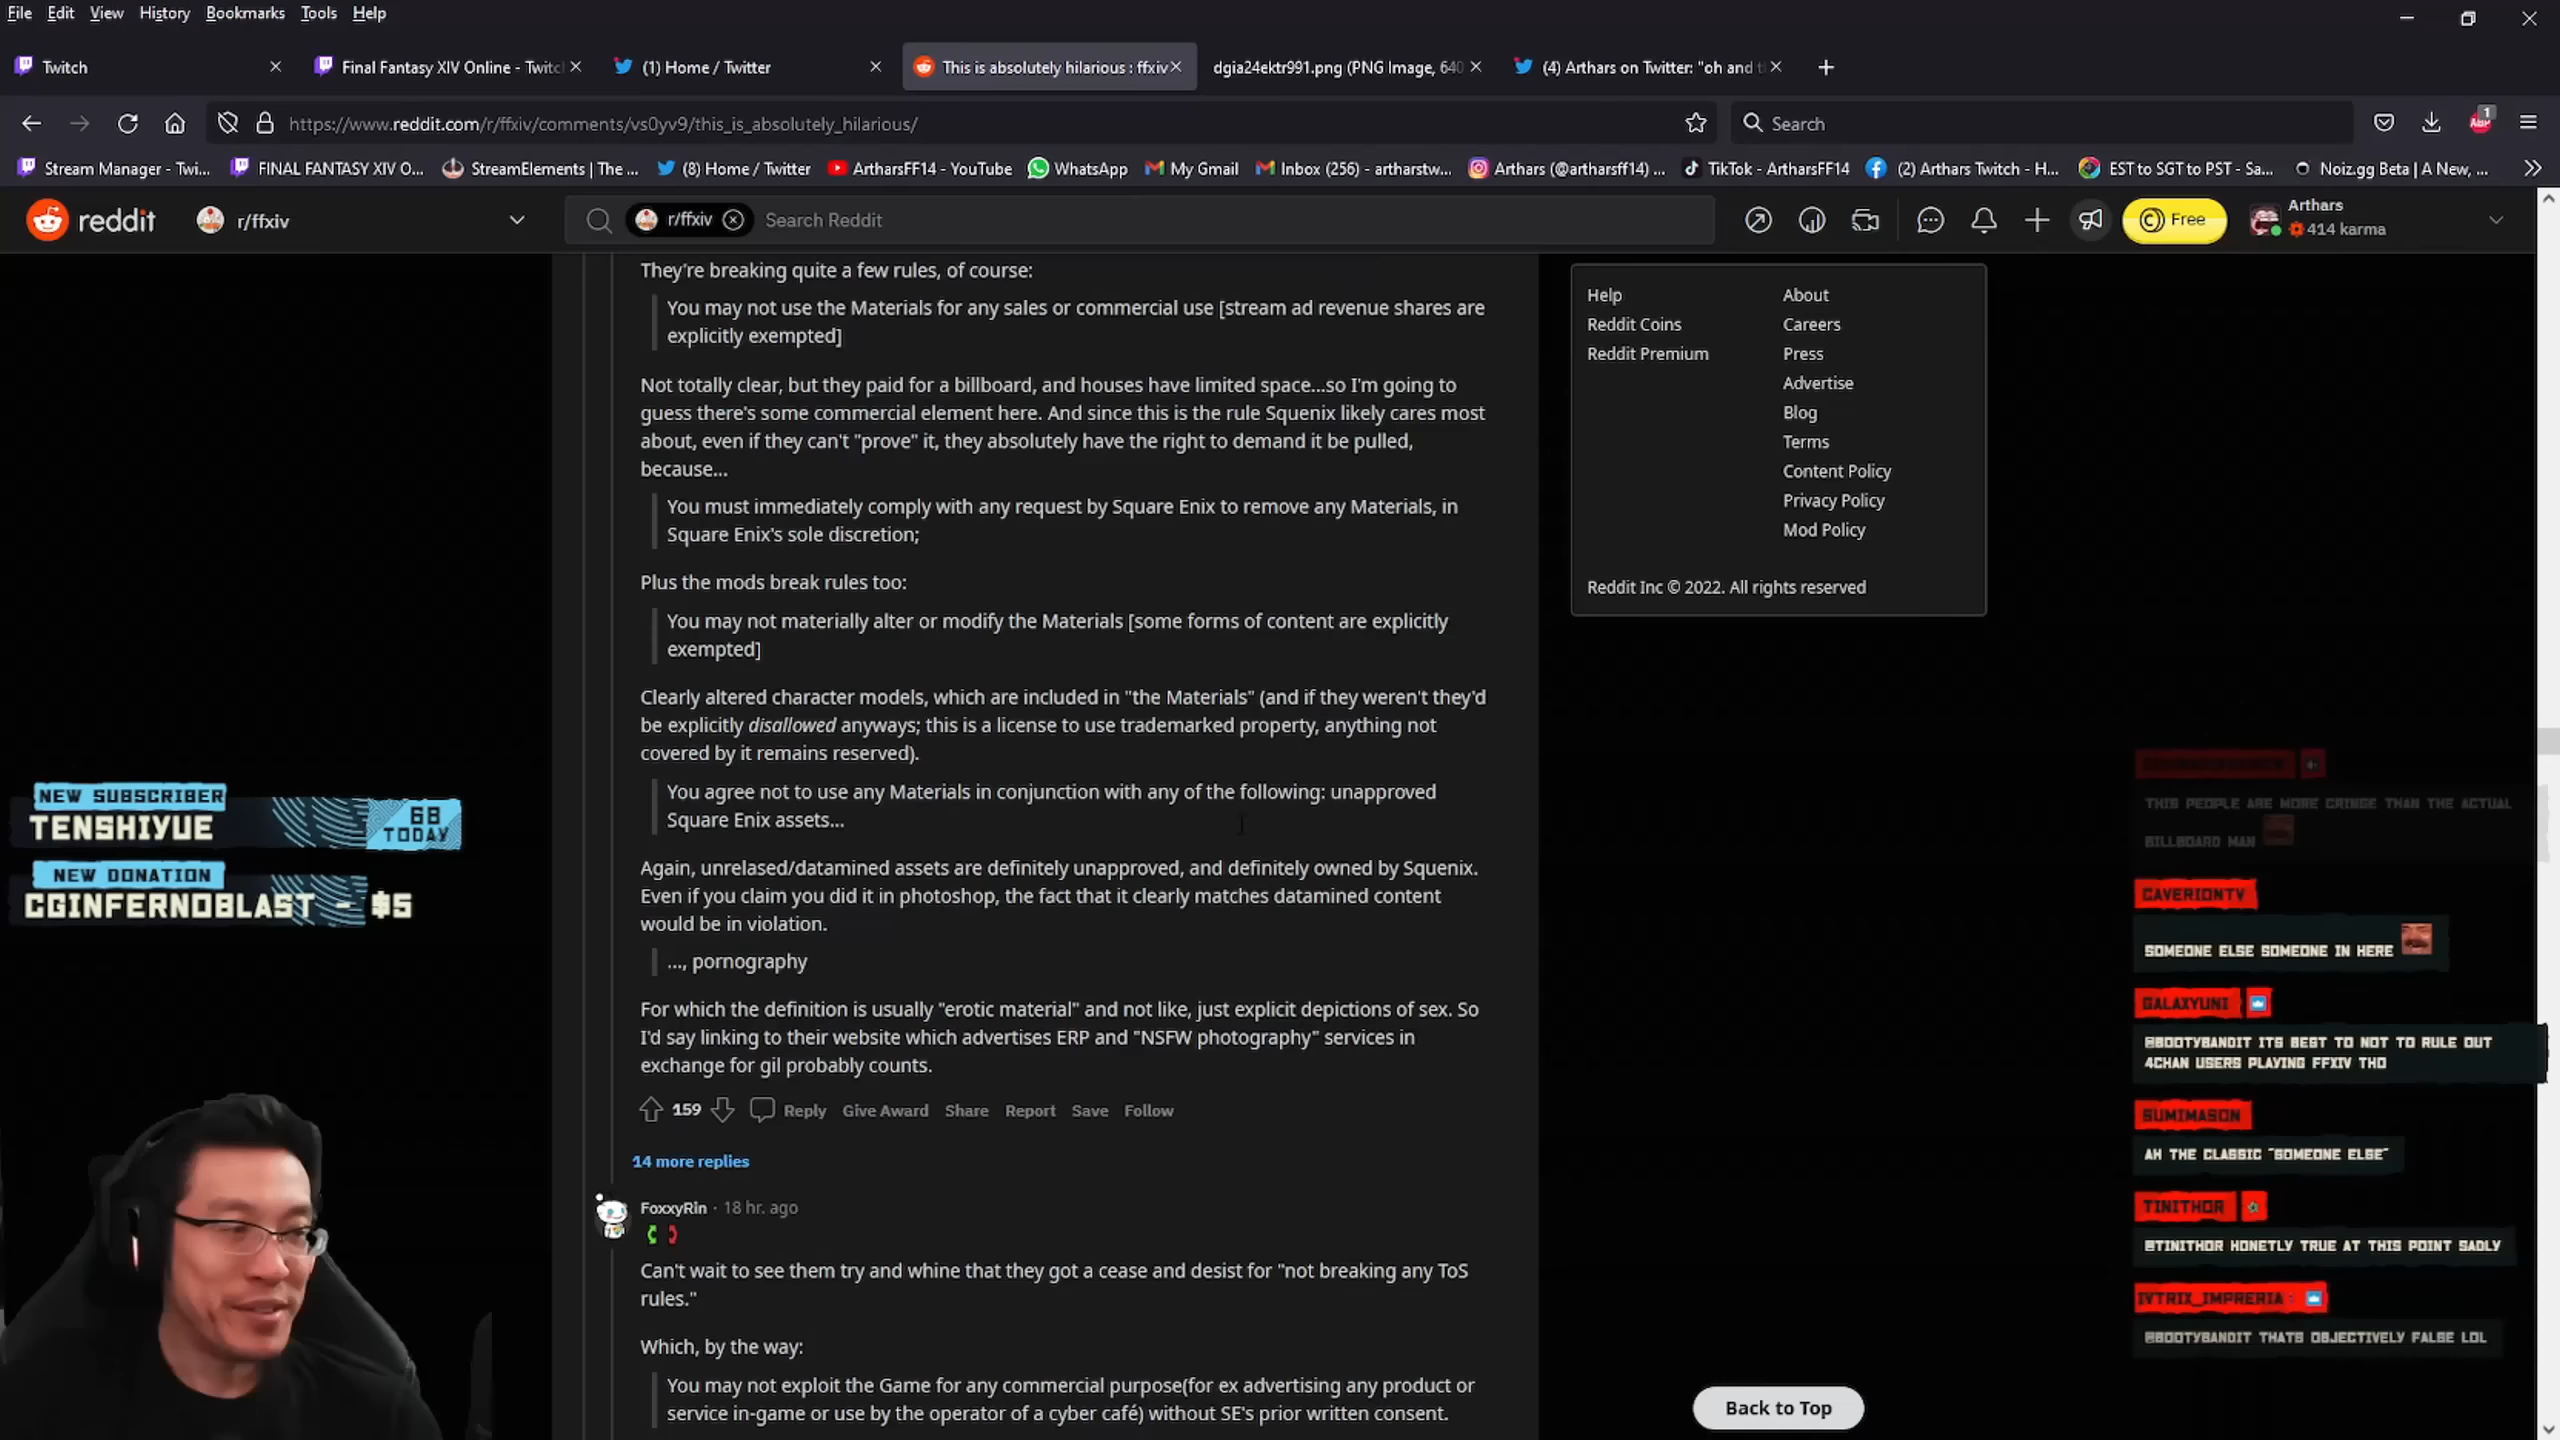 File Edit View History Bookmarks Tools Help
Twitch
Final Fantasy XIV Online - Twitc
(1) Home / Twitter
This is absolutely hilarious : ffxiv
dgia24ektr991.png (PNG Image, 640
(4) Arthars on Twitter: "oh and t
https://www.reddit.com/r/ffxiv/comments/vs0yv9/this_is_absolutely_hilarious/
Search
1
ABP
Stream Manager - Twi...
FINAL FANTASY XIV O...
StreamElements | The ...
(8) Home / Twitter
ArtharsFF14 - YouTube
WhatsApp
My Gmail
Inbox (256) - artharstw...
Arthars (@artharsff14) ...
TikTok - ArtharsFF14
(2) Arthars Twitch - H...
EST to SGT to PST - Sa...
Noiz.gg Beta | A New, ...
reddit
r/ffxiv
r/ffxiv
Search Reddit
Free
Arthars
414 karma
They're breaking quite a few rules, of course:
You may not use the Materials for any sales or commercial use [stream ad revenue shares are
explicitly exempted]
Not totally clear, but they paid for a billboard, and houses have limited space...so I'm going to
guess there's some commercial element here. And since this is the rule Squenix likely cares most
about, even if they can't "prove" it, they absolutely have the right to demand it be pulled,
because...
You must immediately comply with any request by Square Enix to remove any Materials, in
Square Enix's sole discretion;
Plus the mods break rules too:
You may not materially alter or modify the Materials [some forms of content are explicitly
exempted]
Clearly altered character models, which are included in "the Materials" (and if they weren't they'd
be explicitly disallowed anyways; this is a license to use trademarked property, anything not
covered by it remains reserved).
You agree not to use any Materials in conjunction with any of the following: unapproved
Square Enix assets...
Again, unrelased/datamined assets are definitely unapproved, and definitely owned by Squenix.
Even if you claim you did it in photoshop, the fact that it clearly matches datamined content
would be in violation.
..., pornography
For which the definition is usually "erotic material" and not like, just explicit depictions of sex. So
I'd say linking to their website which advertises ERP and "NSFW photography" services in
exchange for gil probably counts.
159 Reply Give Award Share Report Save Follow
14 more replies
FoxxyRin · 18 hr. ago
Can't wait to see them try and whine that they got a cease and desist for "not breaking any ToS
rules."
Which, by the way:
You may not exploit the Game for any commercial purpose(for ex advertising any product or
service in-game or use by the operator of a cyber café) without SE's prior written consent.
Help
Reddit Coins
Reddit Premium
About
Careers
Press
Advertise
Blog
Terms
Content Policy
Privacy Policy
Mod Policy
Reddit Inc © 2022. All rights reserved
Back to Top
NEW SUBSCRIBER
TENSHIYUE
68
TODAY
NEW DONATION
CGINFERNOBLAST - $5
THIS PEOPLE ARE MORE CRINGE THAN THE ACTUAL
BILLBOARD MAN
CAVERIONTV
SOMEONE ELSE SOMEONE IN HERE
GALAXYUNI
@BOOTYBANDIT ITS BEST TO NOT TO RULE OUT
4CHAN USERS PLAYING FFXIV THO
SUMIMASON
AH THE CLASSIC "SOMEONE ELSE"
TINITHOR
@TINITHOR HONETLY TRUE AT THIS POINT SADLY
IVTRIX_IMPRERIA
@BOOTYBANDIT THATS OBJECTIVELY FALSE LOL